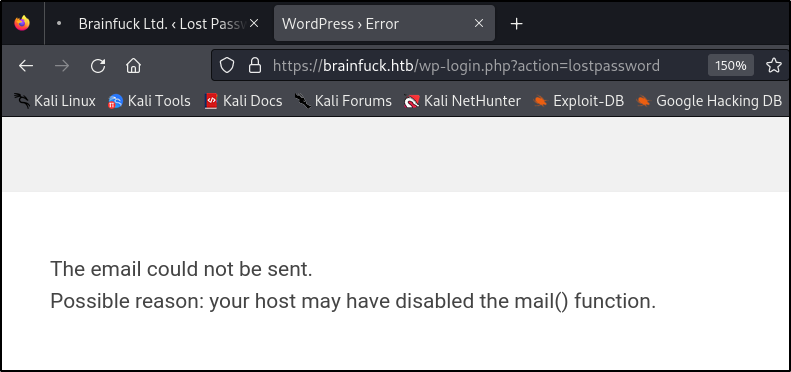 Brainfuck Ltd. ‹ Lost Passw
WordPress › Error
https://brainfuck.htb/wp-login.php?action=lostpassword
150%
Kali Linux
Kali Tools
Kali Docs
Kali Forums
Kali NetHunter
Exploit-DB
Google Hacking DB
The email could not be sent.
Possible reason: your host may have disabled the mail() function.